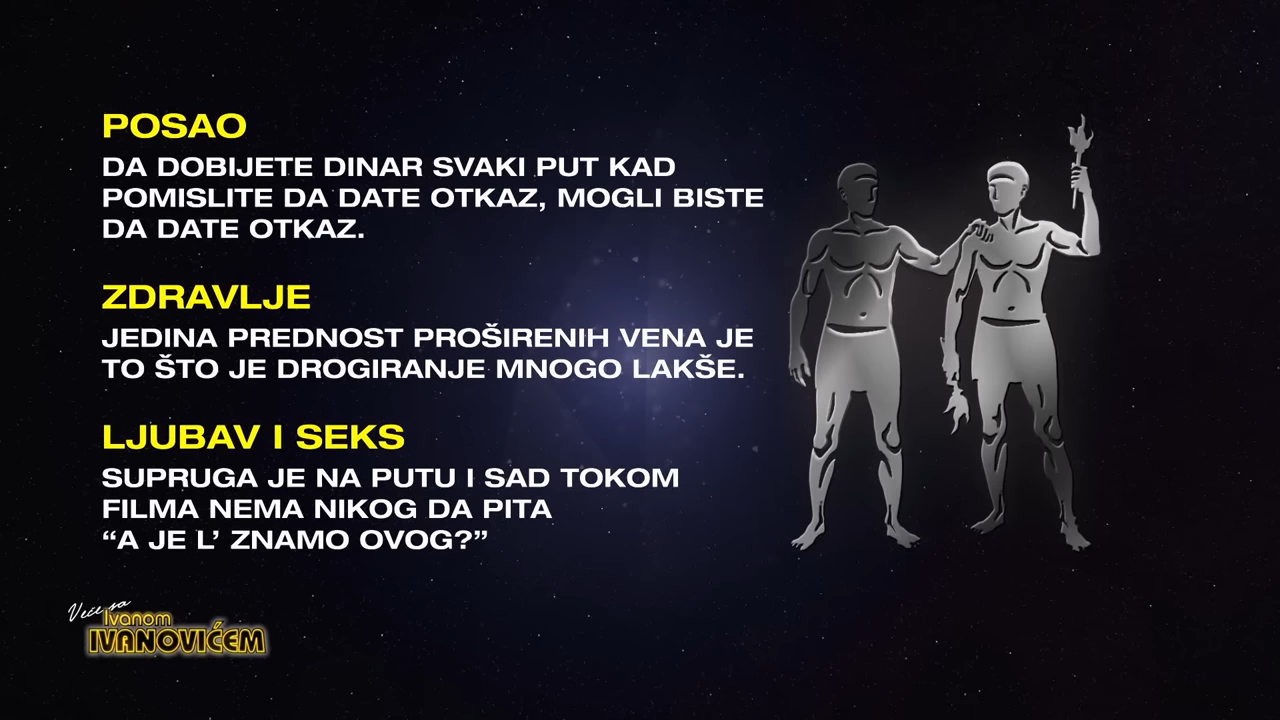 POSAO
DA DOBIJETE DINAR SVAKI PUT KAD
POMISLITE DA DATE OTKAZ, MOGLI BISTE
DA DATE OTKAZ.
ZDRAVLJE
JEDINA PREDNOST PROŠIRENIH VENA JE
TO ŠTO JE DROGIRANJE MNOGO LAKŠE.
LJUBAV I SEKS
SUPRUGA JE NA PUTU I SAD TOKOM
FILMA NEMA NIKOG DA PITA
“A JE L’ ZNAMO OVOG?”
Veče sa
Ivanom
IVANOVIĆEM